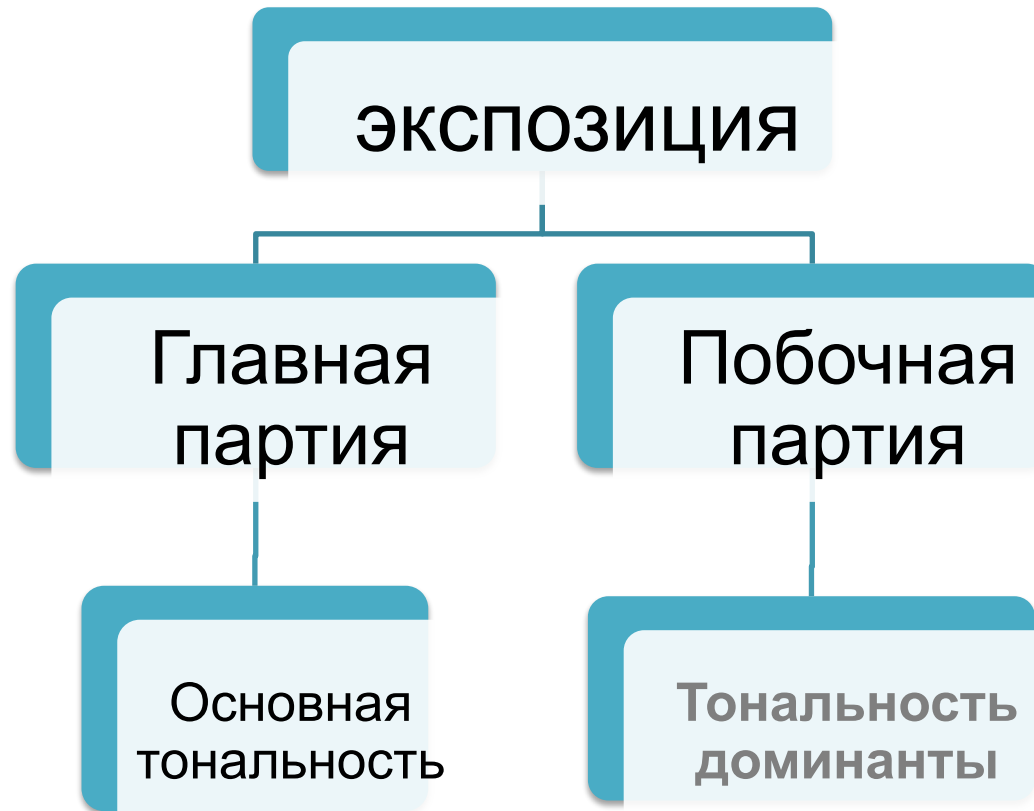 экспозиция
Главная
партия
Побочная
партия
Основная
тональность
Тональность
доминанты